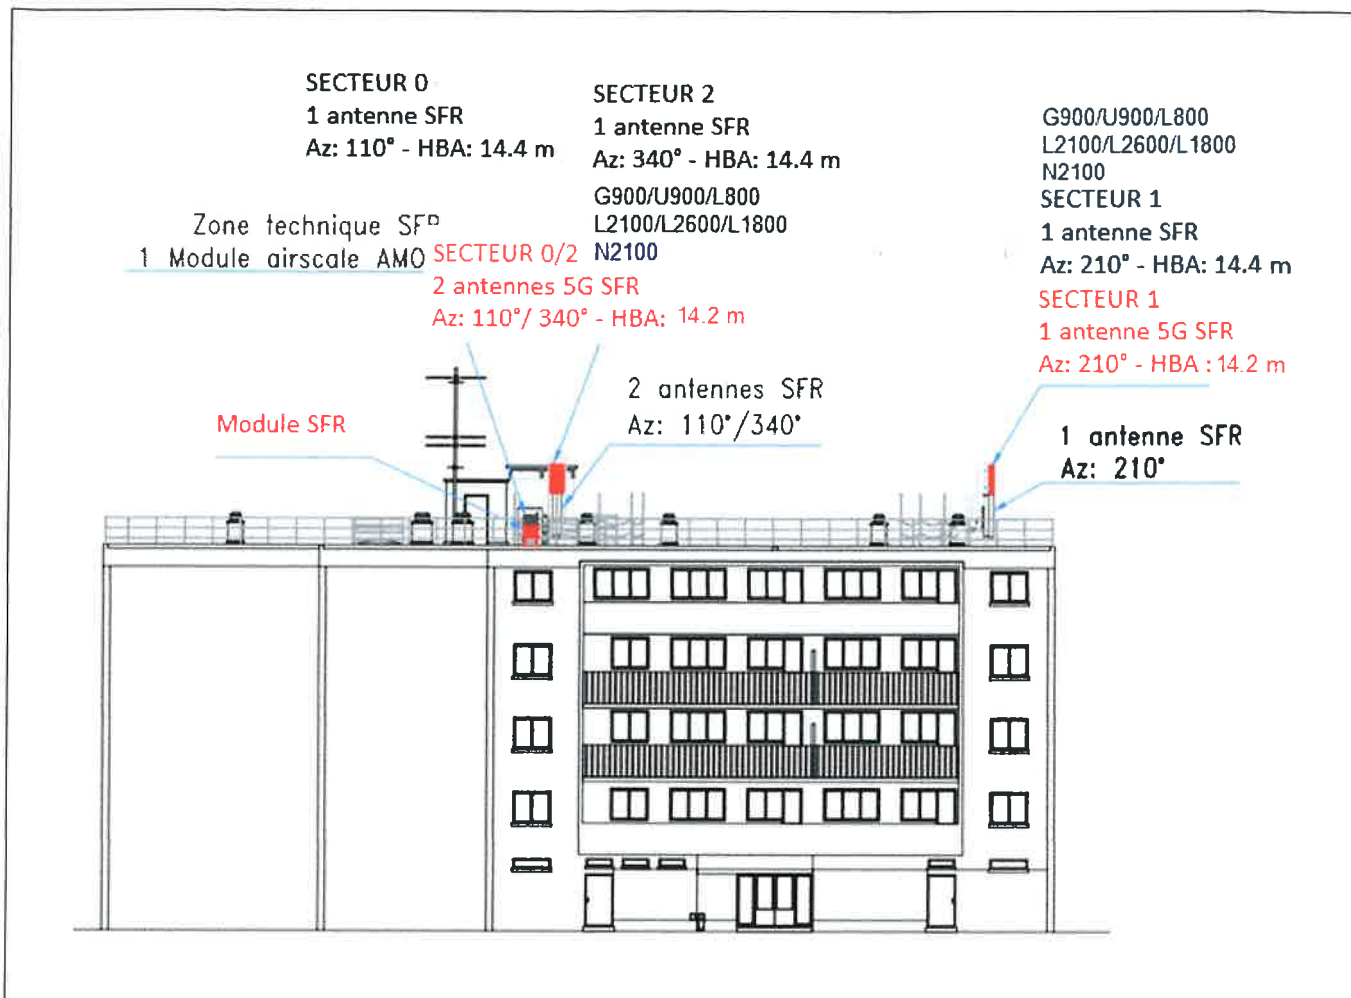 SECTEUR 0
1 antenne SFR
Az: 110° - HBA: 14.4 m
SECTEUR 2
1 antenne SFR
Az: 340° - HBA: 14.4 m
G900/U900/L800
L2100/L2600/L1800
N2100
G900/U900/L800
L2100/L2600/L1800
N2100
SECTEUR 1
1 antenne SFR
Az: 210° - HBA: 14.4 m
Zone technique SFR
1 Module airscale AMO
SECTEUR 0/2
2 antennes 5G SFR
Az: 110°/ 340° - HBA: 14.2 m
SECTEUR 1
1 antenne 5G SFR
Az: 210° - HBA : 14.2 m
Module SFR
2 antennes SFR
Az: 110°/340°
1 antenne SFR
Az: 210°